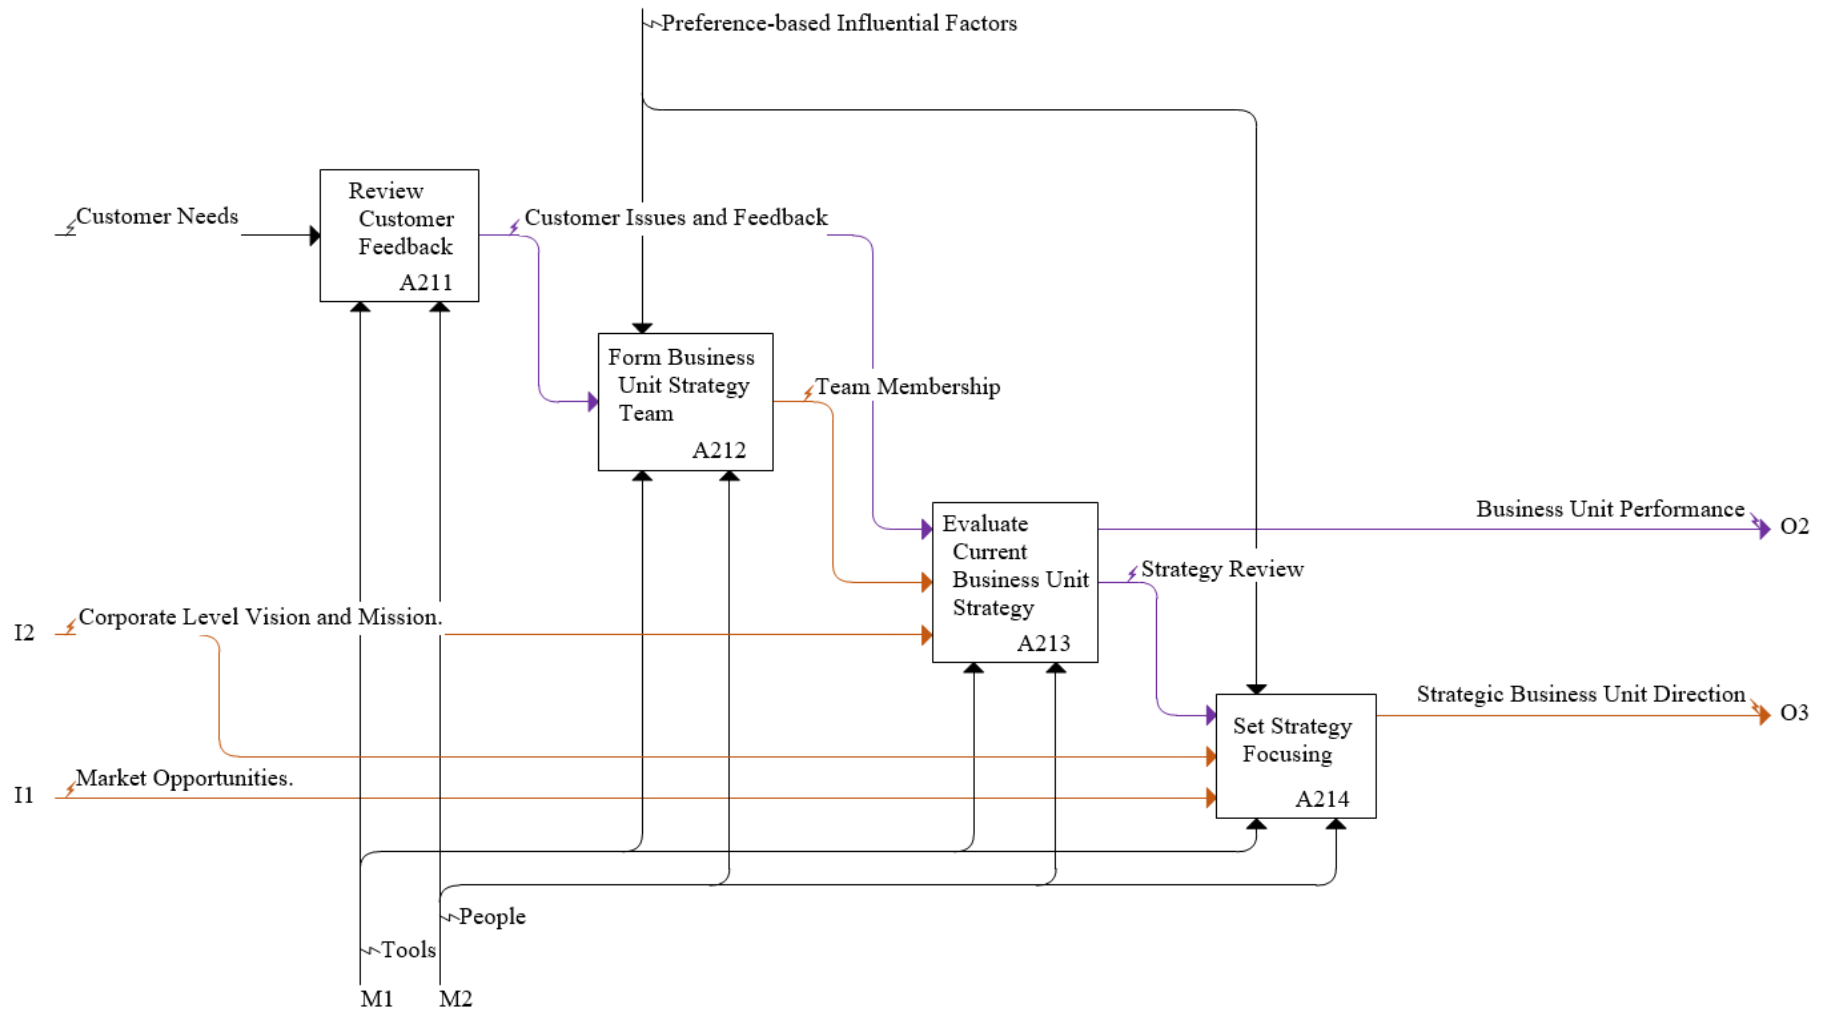 Preference-based Influential Factors
Review
Customer
Feedback
A211
Customer Needs
Customer Issues and Feedback
Form Business
Unit Strategy
Team
A212
Team Membership
Evaluate
Current
Business Unit
Strategy
A213
Business Unit Performance
O2
Strategy Review
I2
Corporate Level Vision and Mission.
Strategic Business Unit Direction
O3
Set Strategy
Focusing
A214
I1
Market Opportunities.
People
Tools
M1
M2